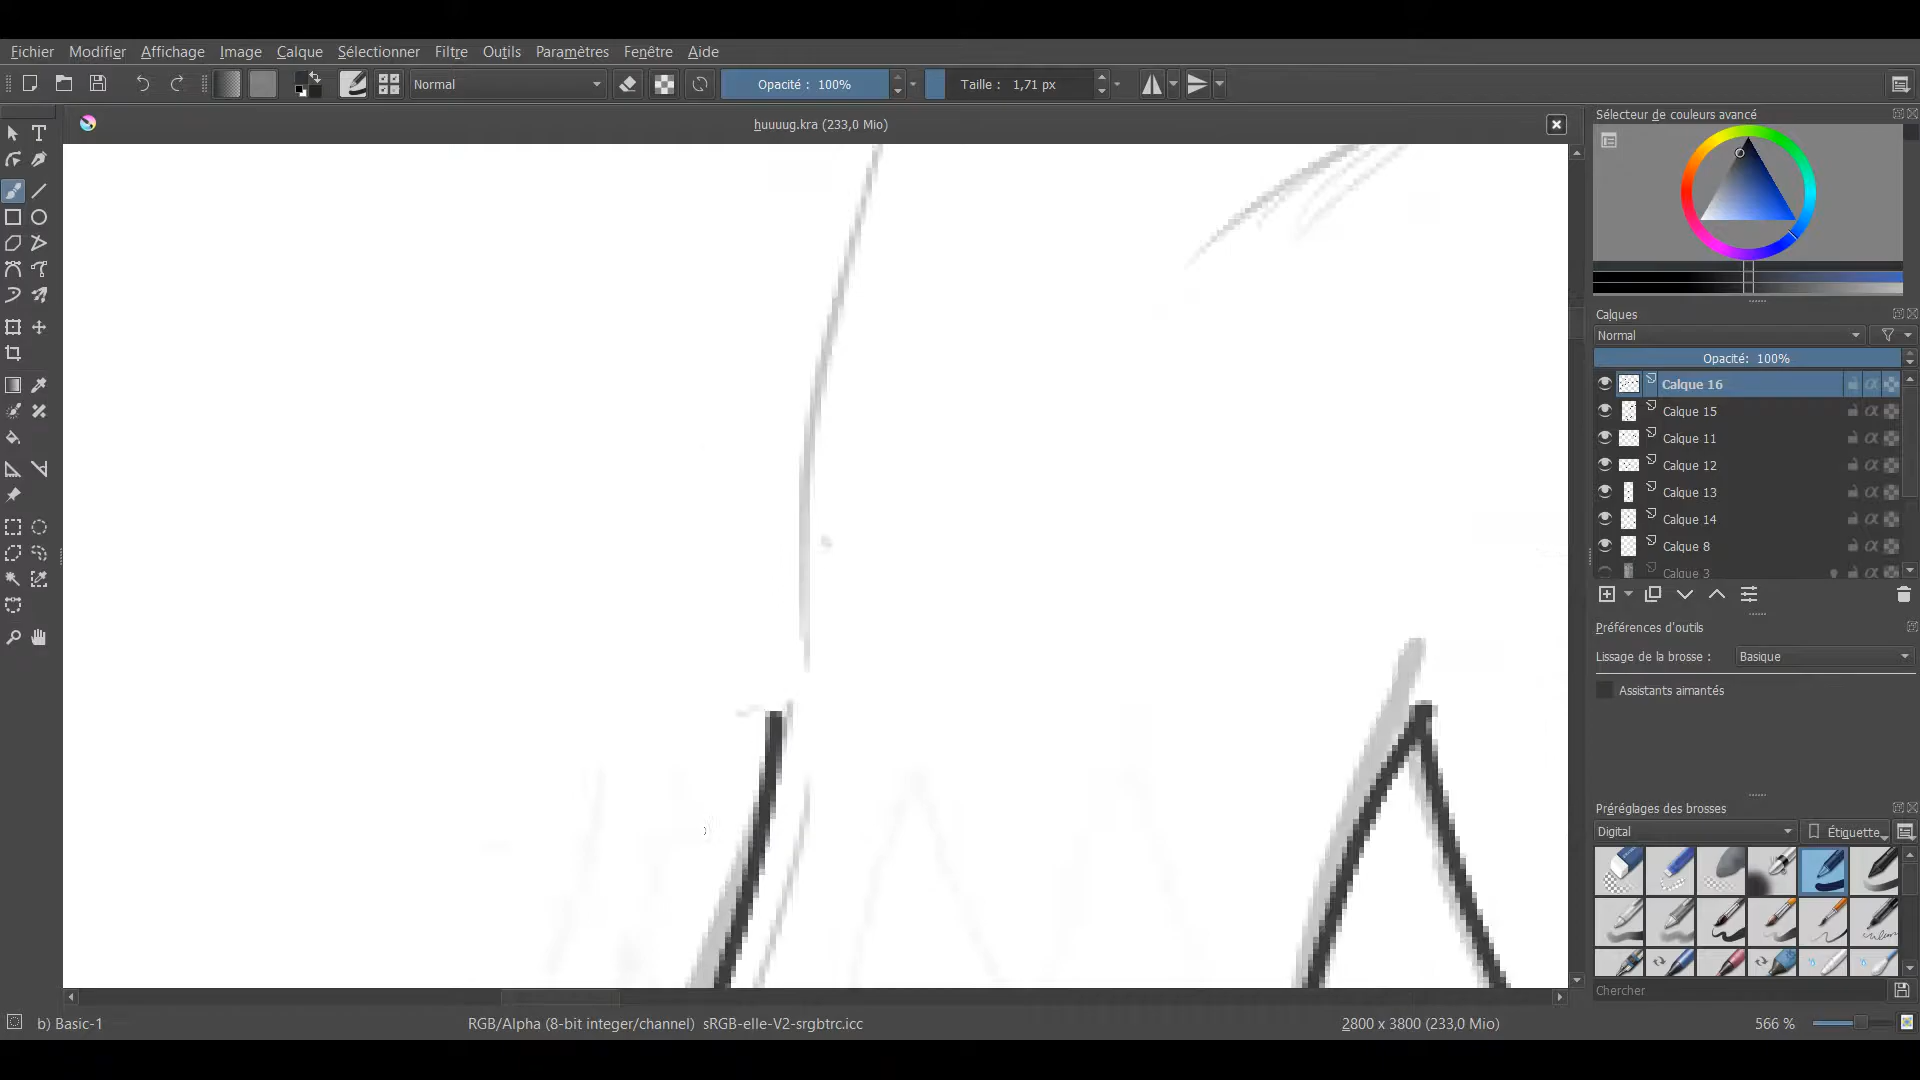 Fichier Modifier Affichage Image Calque Sélectionner Filtre Outils Paramètres Fenêtre Aide
Normal Opacité : 100% Taille : 1,71 px
huuuug.kra (233,0 Mio)
Sélecteur de couleurs avancé
Calques
Normal
Opacité: 100%
Calque 16
Calque 15
Calque 11
Calque 12
Calque 13
Calque 14
Calque 8
Calque 3
Préférences d'outils
Lissage de la brosse : Basique
Assistants aimantés
Préréglages des brosses
Digital Étiquette
Chercher
b) Basic-1 RGB/Alpha (8-bit integer/channel) sRGB-elle-V2-srgbtrc.icc 2800 x 3800 (233,0 Mio) 566 %